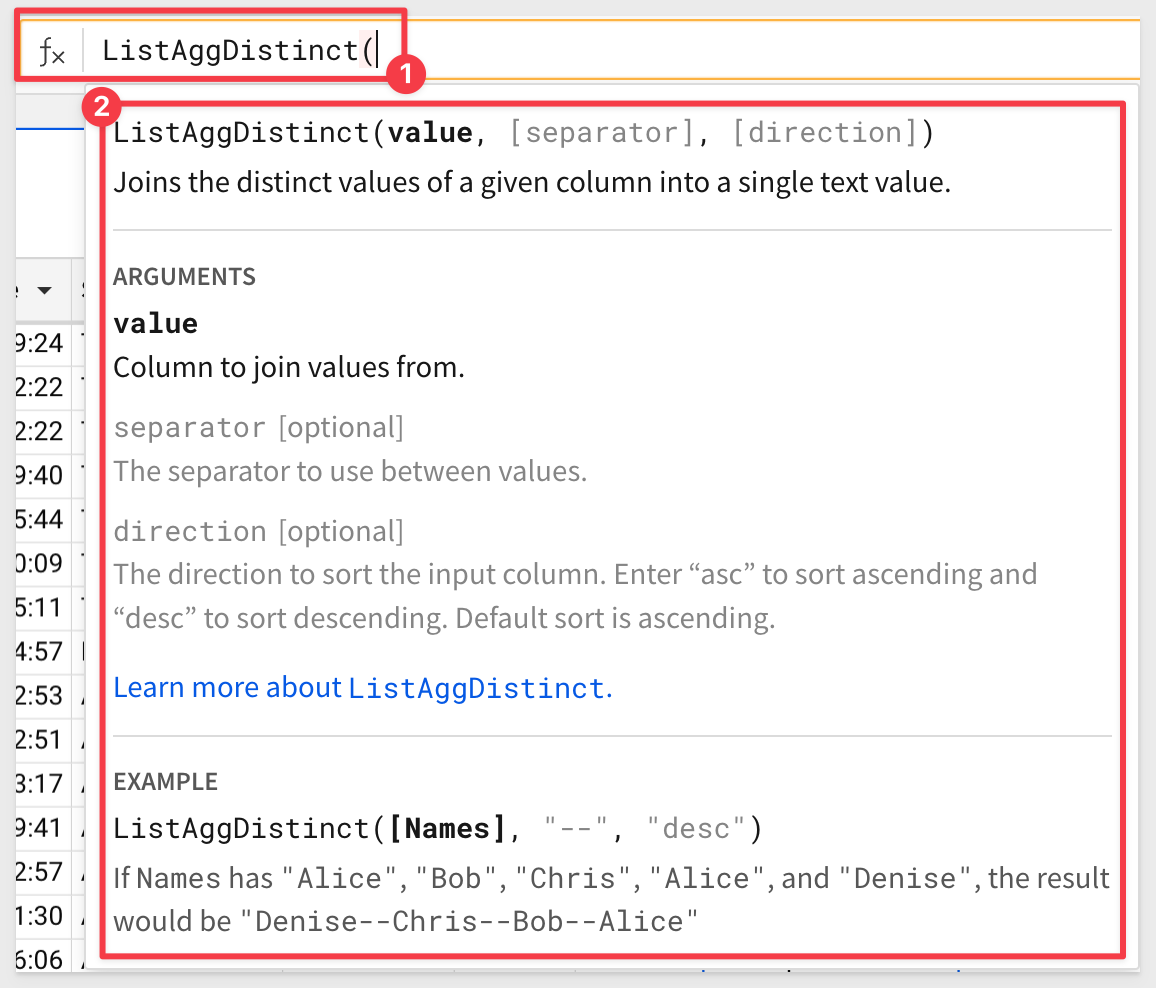 fx ListAggDistinct(
1
2
ListAggDistinct(value, [separator], [direction])
Joins the distinct values of a given column into a single text value.
ARGUMENTS
value
Column to join values from.
separator [optional]
The separator to use between values.
direction [optional]
The direction to sort the input column. Enter “asc” to sort ascending and
“desc” to sort descending. Default sort is ascending.
Learn more about ListAggDistinct.
EXAMPLE
ListAggDistinct([Names], "--", "desc")
If Names has "Alice", "Bob", "Chris", "Alice", and "Denise", the result
would be "Denise--Chris--Bob--Alice"
9:24
2:22
2:22
9:40
5:44
0:09
5:11
4:57
2:53
2:51
3:17
9:41
2:57
1:30
6:06